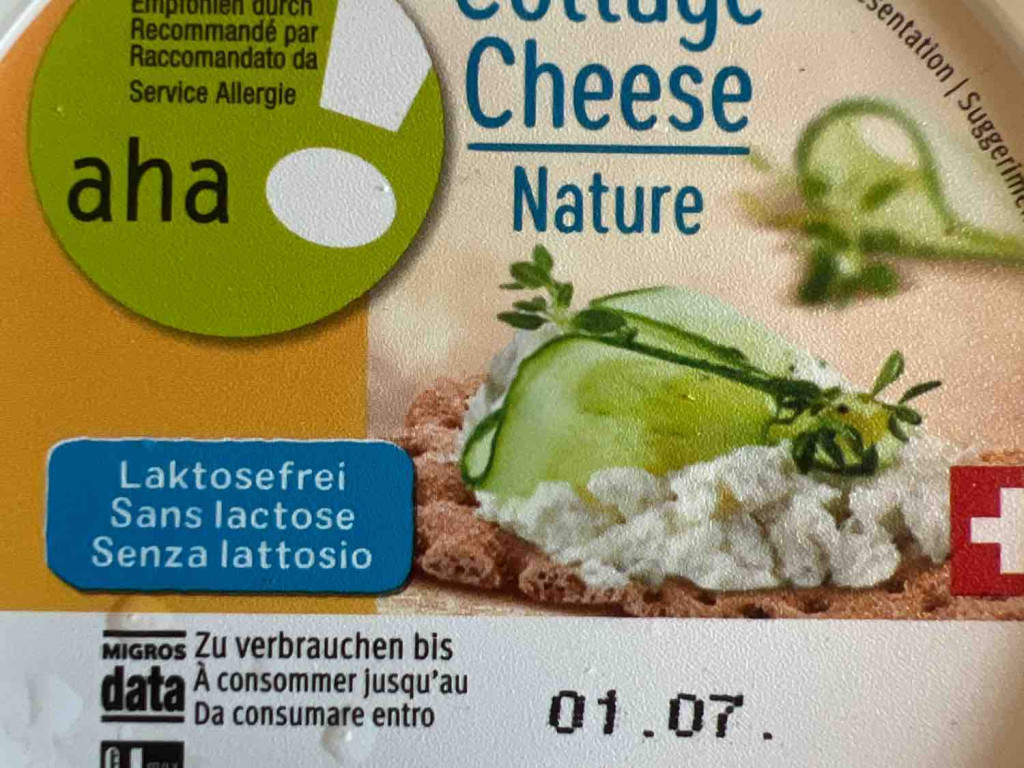 Empfohlen durch
Recommandé par
Raccomandato da
Service Allergie
aha!
Cottage
Cheese
Nature
Laktosefrei
Sans lactose
Senza lattosio
MIGROS
data
Zu verbrauchen bis
À consommer jusqu'au
Da consumare entro
01.07.